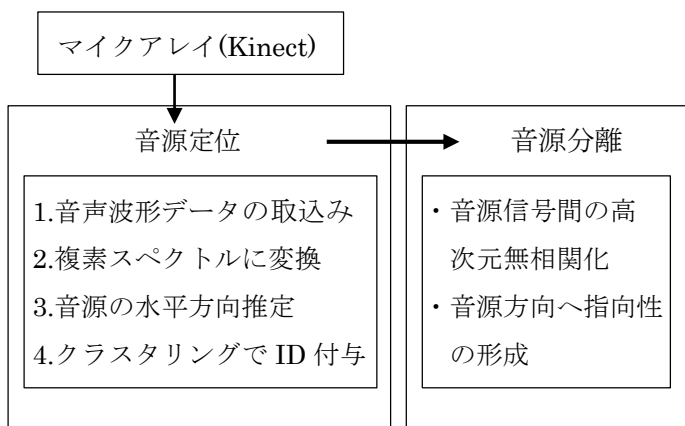 マイクアレイ(Kinect)
音源定位
1.音声波形データの取込み
2.複素スペクトルに変換
3.音源の水平方向推定
4.クラスタリングで ID 付与
音源分離
・音源信号間の高
次元無相関化
・音源方向へ指向性
の形成